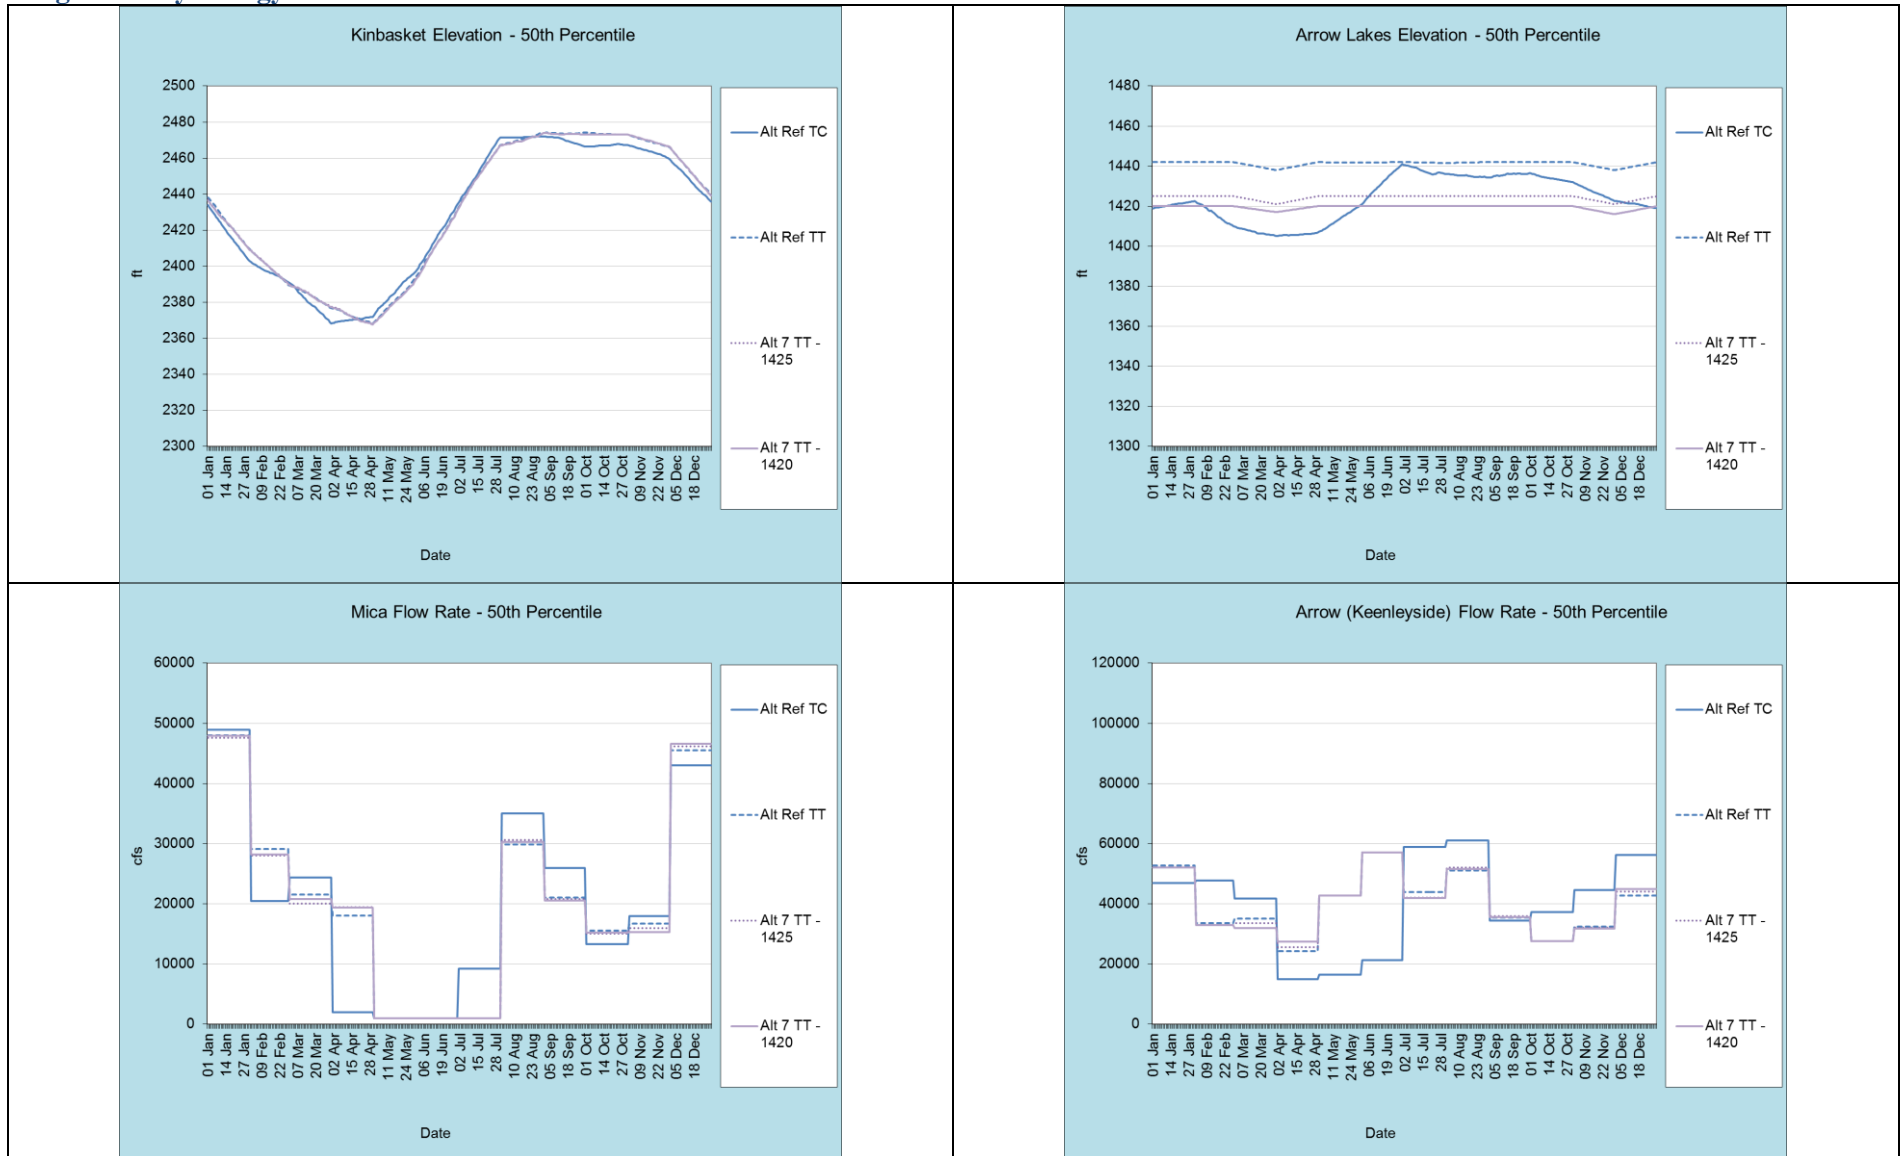 Kinbasket Elevation - 50th Percentile
2500
2480
2460
2440
2420
2400
2380
2360
2340
2320
2300
ft
01 Jan
14 Jan
27 Jan
09 Feb
22 Feb
07 Mar
20 Mar
02 Apr
15 Apr
28 Apr
11 May
24 May
06 Jun
19 Jun
02 Jul
15 Jul
28 Jul
10 Aug
23 Aug
05 Sep
18 Sep
01 Oct
14 Oct
27 Oct
09 Nov
22 Nov
05 Dec
18 Dec
Date
Alt Ref TC
Alt Ref TT
Alt 7 TT -
1425
Alt 7 TT -
1420
Arrow Lakes Elevation - 50th Percentile
1480
1460
1440
1420
1400
1380
1360
1340
1320
1300
ft
01 Jan
14 Jan
27 Jan
09 Feb
22 Feb
07 Mar
20 Mar
02 Apr
15 Apr
28 Apr
11 May
24 May
06 Jun
19 Jun
02 Jul
15 Jul
28 Jul
10 Aug
23 Aug
05 Sep
18 Sep
01 Oct
14 Oct
27 Oct
09 Nov
22 Nov
05 Dec
18 Dec
Date
Alt Ref TC
Alt Ref TT
Alt 7 TT -
1425
Alt 7 TT -
1420
Mica Flow Rate - 50th Percentile
60000
50000
40000
30000
20000
10000
0
cfs
01 Jan
14 Jan
27 Jan
09 Feb
22 Feb
07 Mar
20 Mar
02 Apr
15 Apr
28 Apr
11 May
24 May
06 Jun
19 Jun
02 Jul
15 Jul
28 Jul
10 Aug
23 Aug
05 Sep
18 Sep
01 Oct
14 Oct
27 Oct
09 Nov
22 Nov
05 Dec
18 Dec
Date
Alt Ref TC
Alt Ref TT
Alt 7 TT -
1425
Alt 7 TT -
1420
Arrow (Keenleyside) Flow Rate - 50th Percentile
120000
100000
80000
60000
40000
20000
0
cfs
01 Jan
14 Jan
27 Jan
09 Feb
22 Feb
07 Mar
20 Mar
02 Apr
15 Apr
28 Apr
11 May
24 May
06 Jun
19 Jun
02 Jul
15 Jul
28 Jul
10 Aug
23 Aug
05 Sep
18 Sep
01 Oct
14 Oct
27 Oct
09 Nov
22 Nov
05 Dec
18 Dec
Date
Alt Ref TC
Alt Ref TT
Alt 7 TT -
1425
Alt 7 TT -
1420